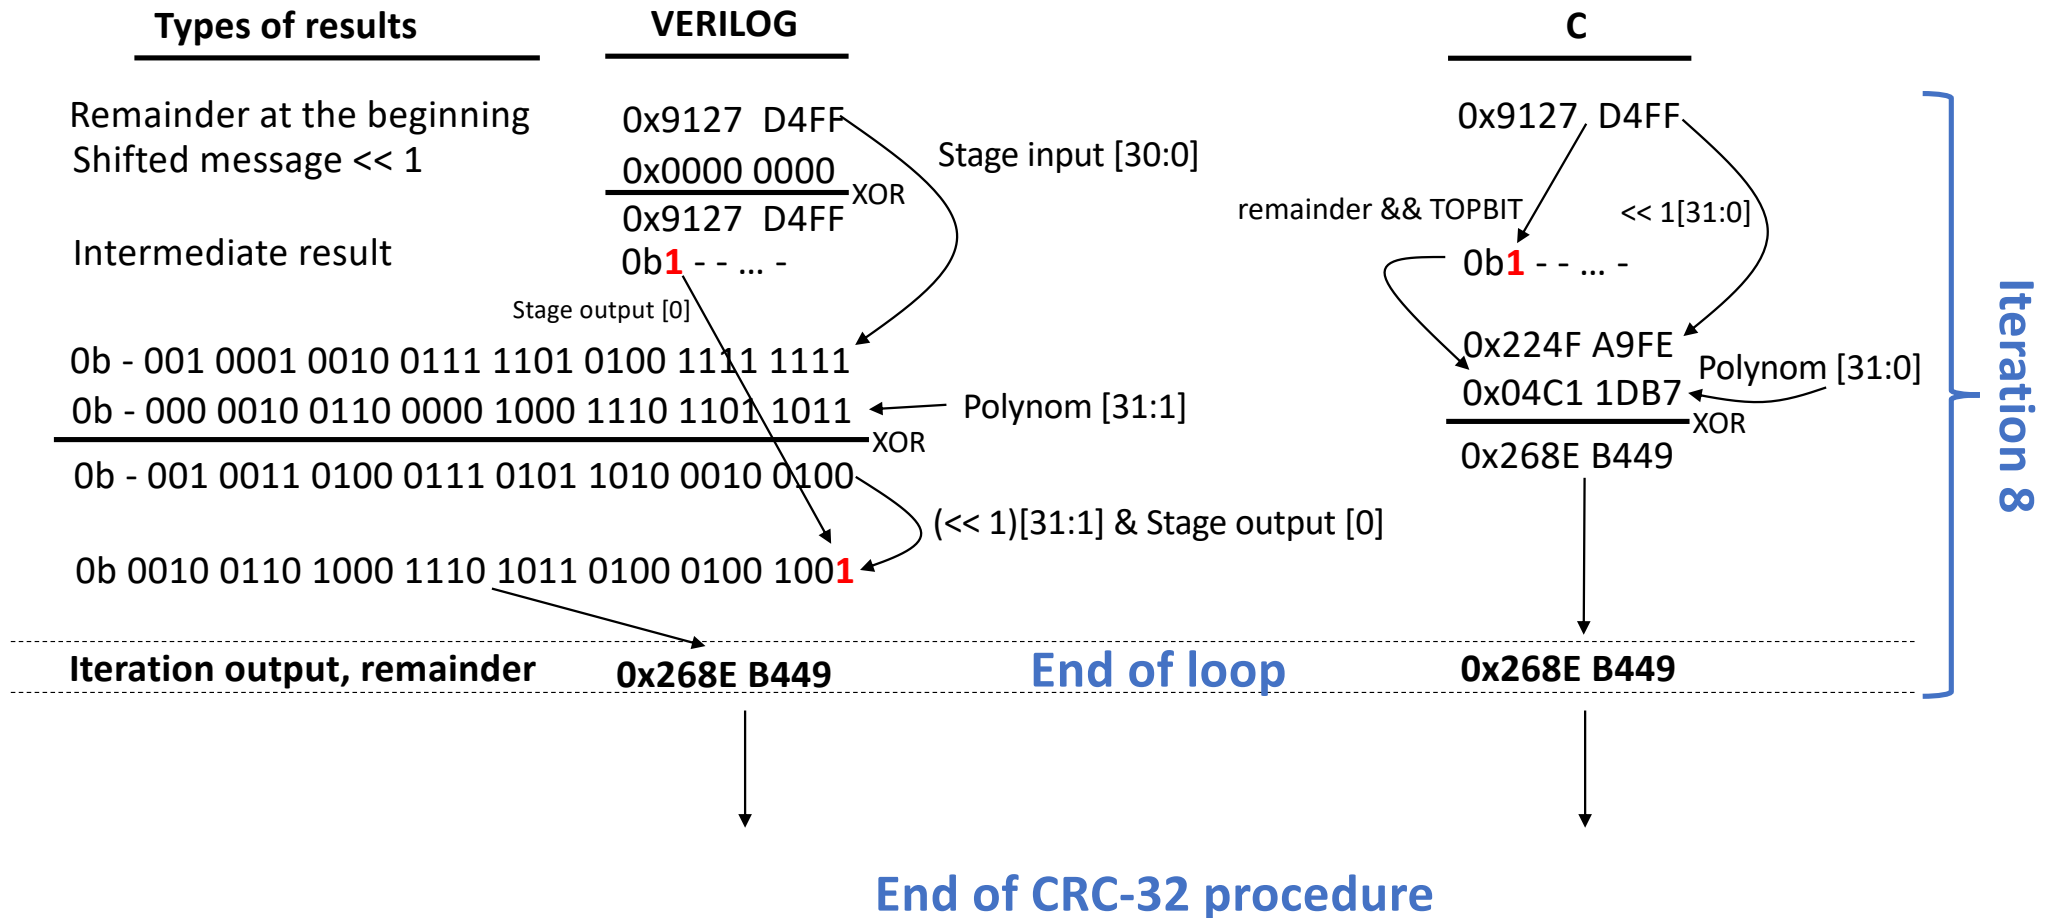 Types of results
VERILOG
C
Remainder at the beginning
0x9127 D4FF
0x9127 D4FF
Shifted message << 1
0x0000 0000
XOR
Stage input [30:0]
0x9127 D4FF
remainder && TOPBIT
<< 1[31:0]
Intermediate result
0b1 - - ... -
0b1 - - ... -
Stage output [0]
0b - 001 0001 0010 0111 1101 0100 1111 1111
0x224F A9FE
0b - 000 0010 0110 0000 1000 1110 1101 1011
Polynom [31:1]
0x04C1 1DB7
Polynom [31:0]
XOR
XOR
0b - 001 0011 0100 0111 0101 1010 0010 0100
0x268E B449
(<< 1)[31:1] & Stage output [0]
0b 0010 0110 1000 1110 1011 0100 0100 1001
Iteration 8
Iteration output, remainder
0x268E B449
End of loop
0x268E B449
End of CRC-32 procedure